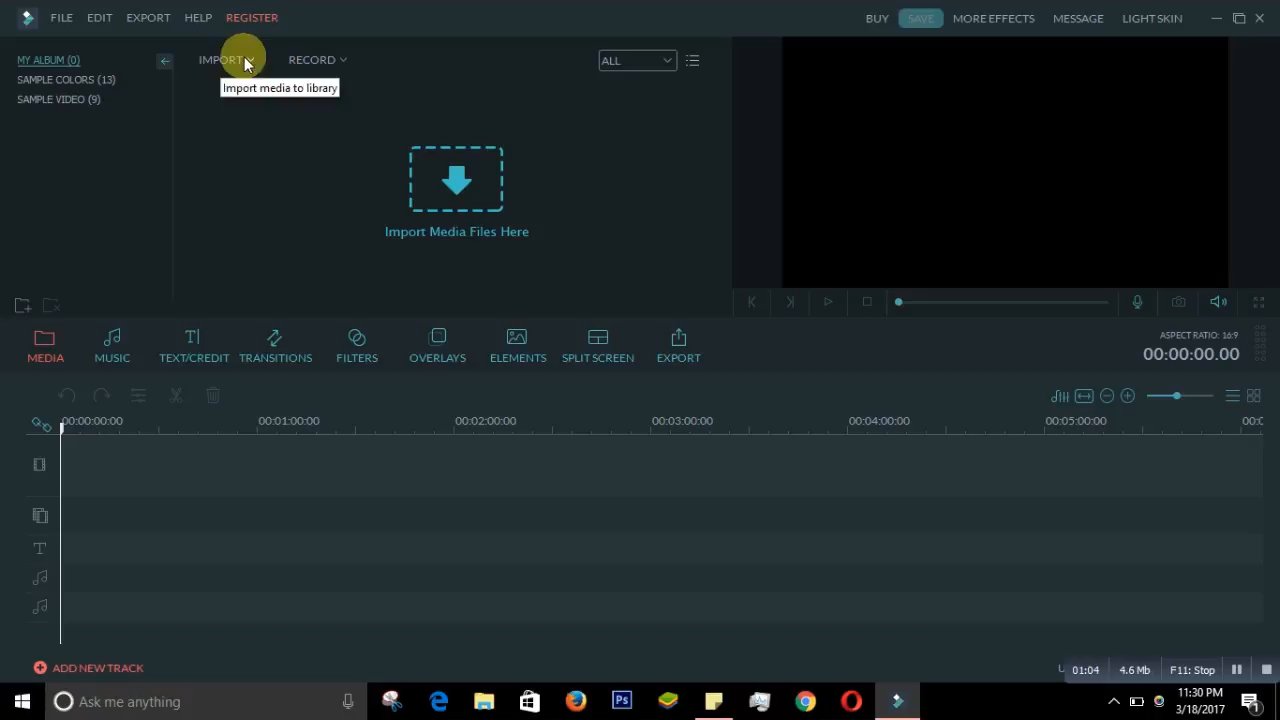 FILE EDIT EXPORT HELP REGISTER BUY SAVE MORE EFFECTS MESSAGE LIGHT SKIN
MY ALBUM (0) IMPORT RECORD ALL
SAMPLE COLORS (13)
Import media to library
SAMPLE VIDEO (9)
Import Media Files Here
MEDIA MUSIC TEXT/CREDIT TRANSITIONS FILTERS OVERLAYS ELEMENTS SPLIT SCREEN EXPORT
ASPECT RATIO: 16:9
00:00:00.00
00:00:00:00 00:01:00:00 00:02:00:00 00:03:00:00 00:04:00:00 00:05:00:00
ADD NEW TRACK
01:04 4.6 Mb F11: Stop
Ask me anything
Ps
11:30 PM
3/18/2017
1